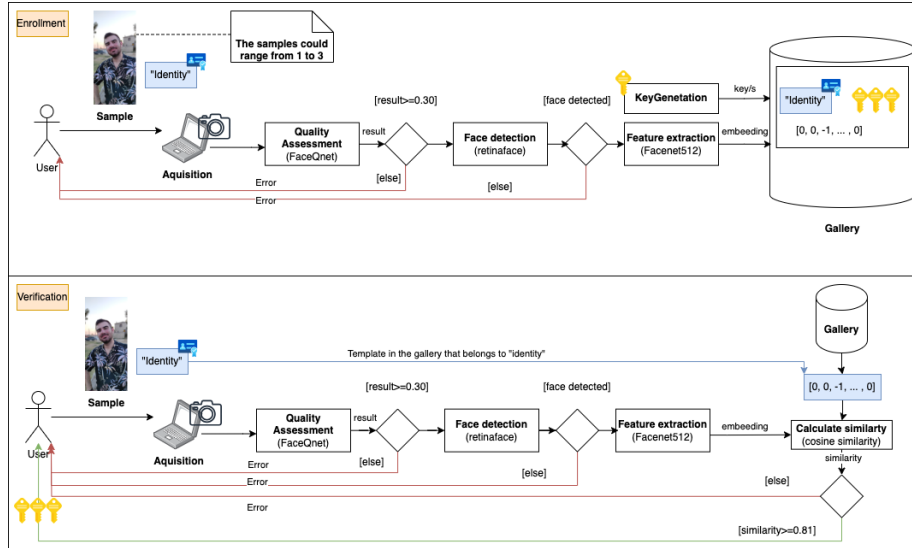 Enrollment
The samples could
range from 1 to 3
"Identity"
Sample
User
Aquisition
Quality
Assessment
(FaceQnet)
result
[result>=0.30]
[else]
Error
Error
Face detection
(retinaface)
[face detected]
[else]
KeyGenetation
key/s
Feature extraction
(Facenet512)
embeeding
"Identity"
[0, 0, -1, ... , 0]
Gallery
Verification
"Identity"
Template in the gallery that belongs to "identity"
Gallery
[0, 0, -1, ... , 0]
Sample
User
Aquisition
Quality
Assessment
(FaceQnet)
result
[result>=0.30]
[else]
Error
Error
Error
Face detection
(retinaface)
[face detected]
[else]
Feature extraction
(Facenet512)
embeeding
Calculate similarty
(cosine similarity)
similarity
[else]
[similarity>=0.81]